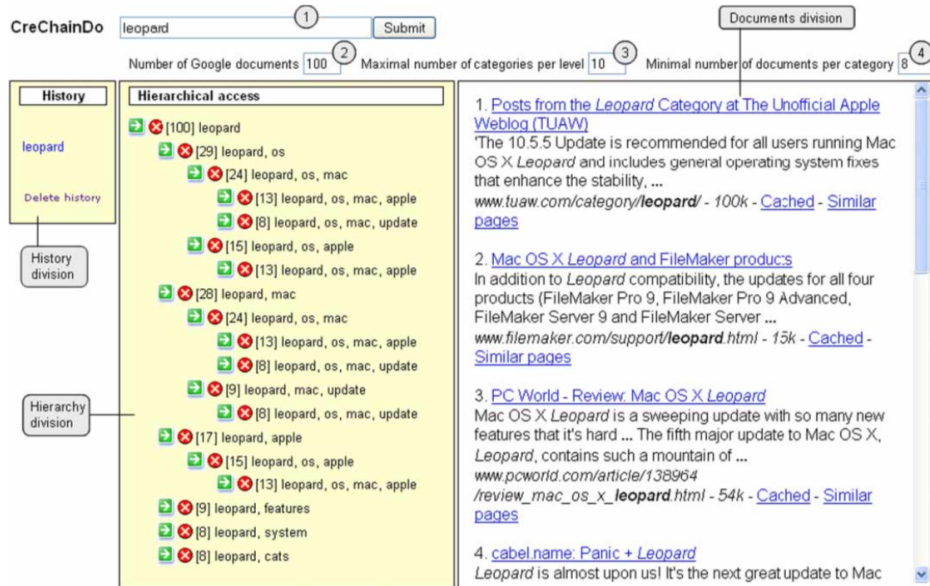 CreChainDo
leopard
1
Submit
Documents division
Number of Google documents 100
2
Maximal number of categories per level 10
3
Minimal number of documents per category 8
4
History
leopard
Delete history
History
division
Hierarchical access
[100] leopard
[29] leopard, os
[24] leopard, os, mac
[13] leopard, os, mac, apple
[8] leopard, os, mac, update
[15] leopard, os, apple
[13] leopard, os, mac, apple
[28] leopard, mac
[24] leopard, os, mac
[13] leopard, os, mac, apple
[8] leopard, os, mac, update
[9] leopard, mac, update
[8] leopard, os, mac, update
[17] leopard, apple
[15] leopard, os, apple
[13] leopard, os, mac, apple
[9] leopard, features
[8] leopard, system
[8] leopard, cats
Hierarchy
division
1. Posts from the Leopard Category at The Unofficial Apple
Weblog (TUAW)
'The 10.5.5 Update is recommended for all users running Mac
OS X Leopard and includes general operating system fixes
that enhance the stability, ...
www.tuaw.com/category/leopard/ - 100k - Cached - Similar
pages
2. Mac OS X Leopard and FileMaker products
In addition to Leopard compatibility, the updates for all four
products (FileMaker Pro 9, FileMaker Pro 9 Advanced,
FileMaker Server 9 and FileMaker Server ...
www.filemaker.com/support/leopard.html - 15k - Cached -
Similar pages
3. PC World - Review: Mac OS X Leopard
Mac OS X Leopard is a sweeping update with so many new
features that it's hard ... The fifth major update to Mac OS X,
Leopard, contains such a mountain of ...
www.pcworld.com/article/138964
/review_mac_os_x_leopard.html - 54k - Cached - Similar
pages
4. cabel.name: Panic + Leopard
Leopard is almost upon us! It's the next great update to Mac